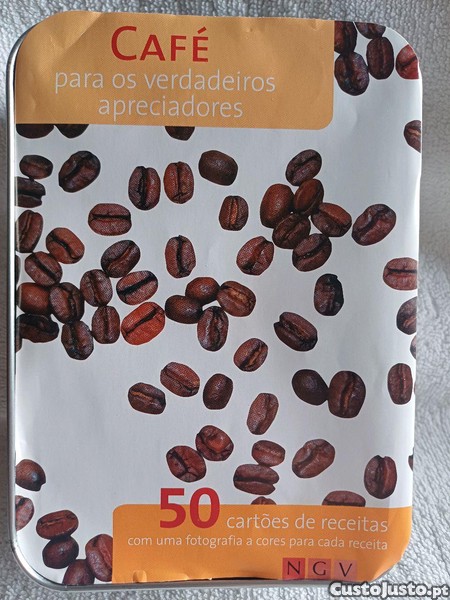 CAFÉ
para os verdadeiros
apreciadores
50 cartões de receitas
com uma fotografia a cores para cada receita
NGV
CustoJusto.pt